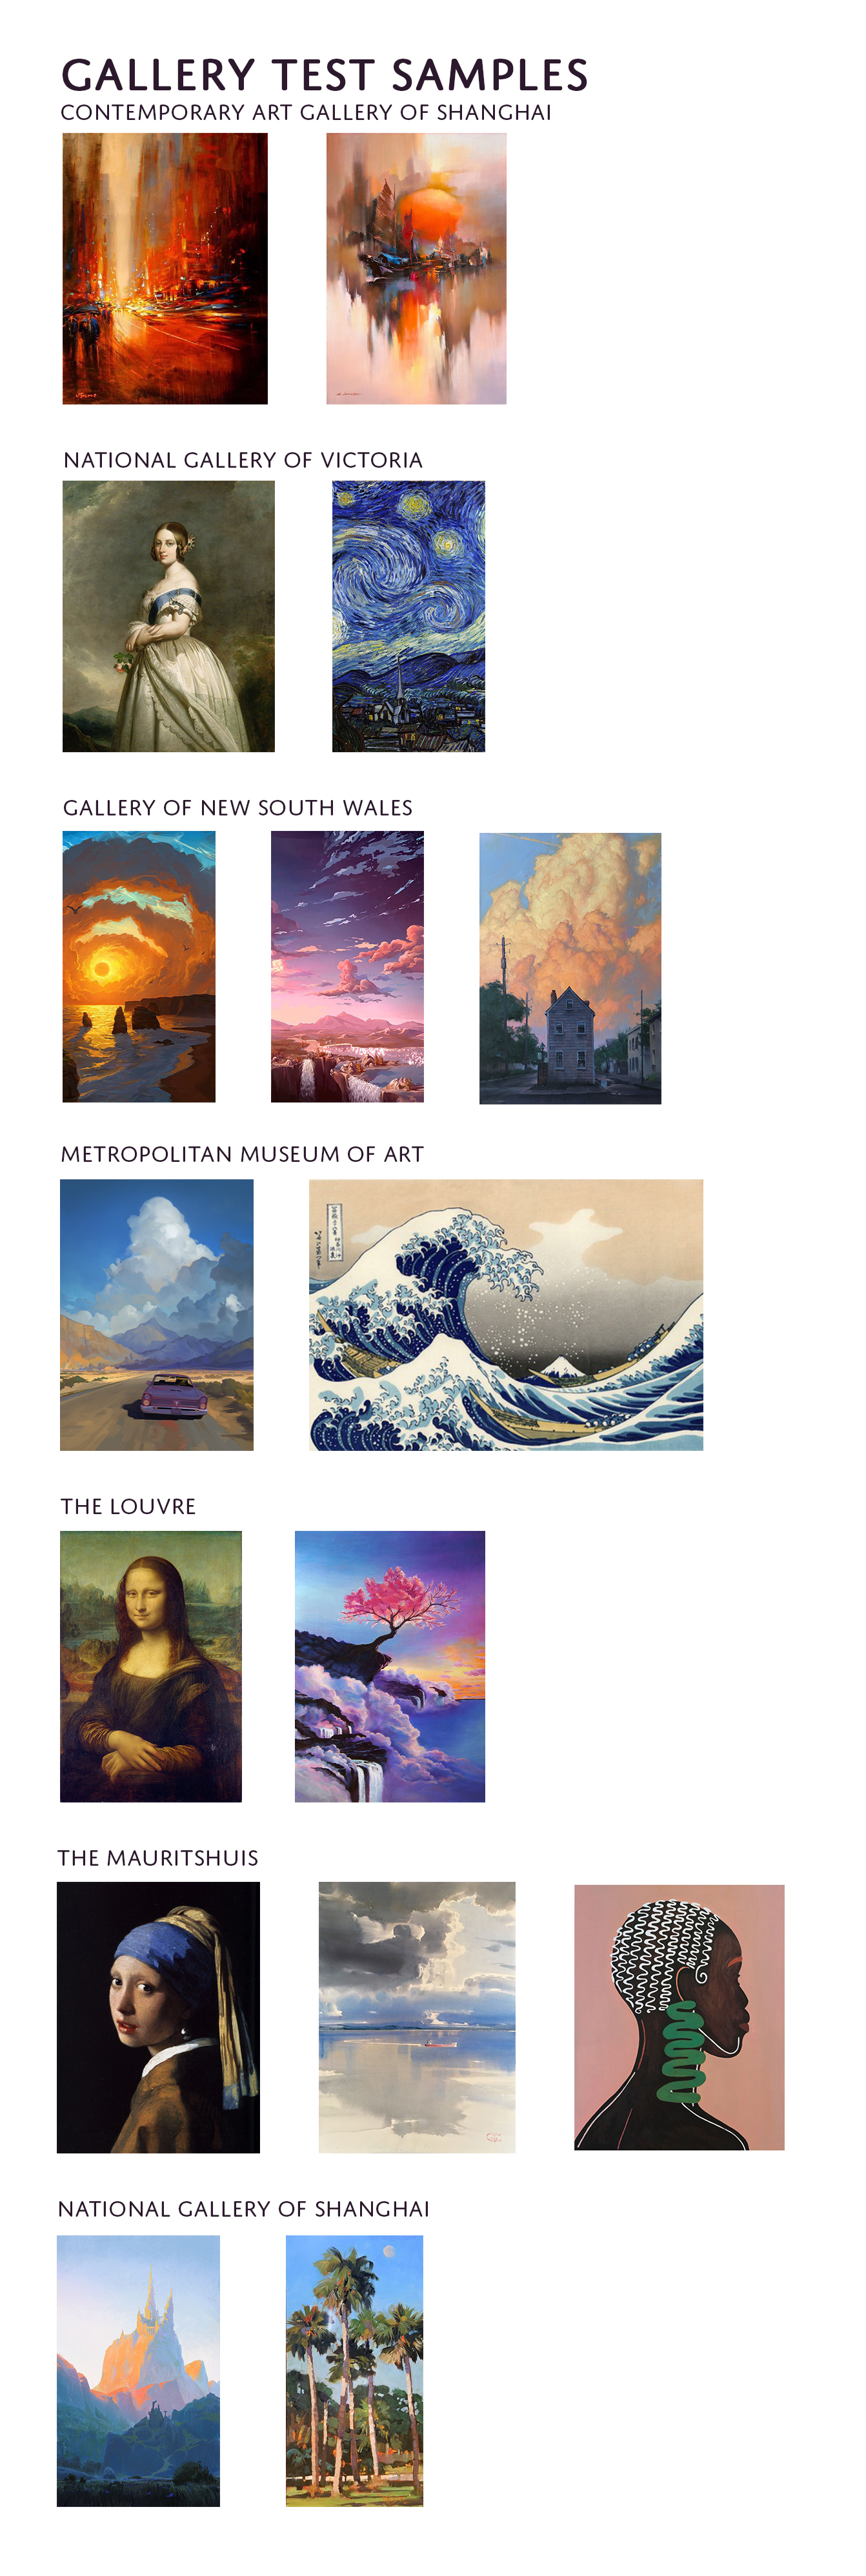 GALLERY TEST SAMPLES
CONTEMPORARY ART GALLERY OF SHANGHAI
NATIONAL GALLERY OF VICTORIA
GALLERY OF NEW SOUTH WALES
METROPOLITAN MUSEUM OF ART
THE LOUVRE
THE MAURITSHUIS
NATIONAL GALLERY OF SHANGHAI